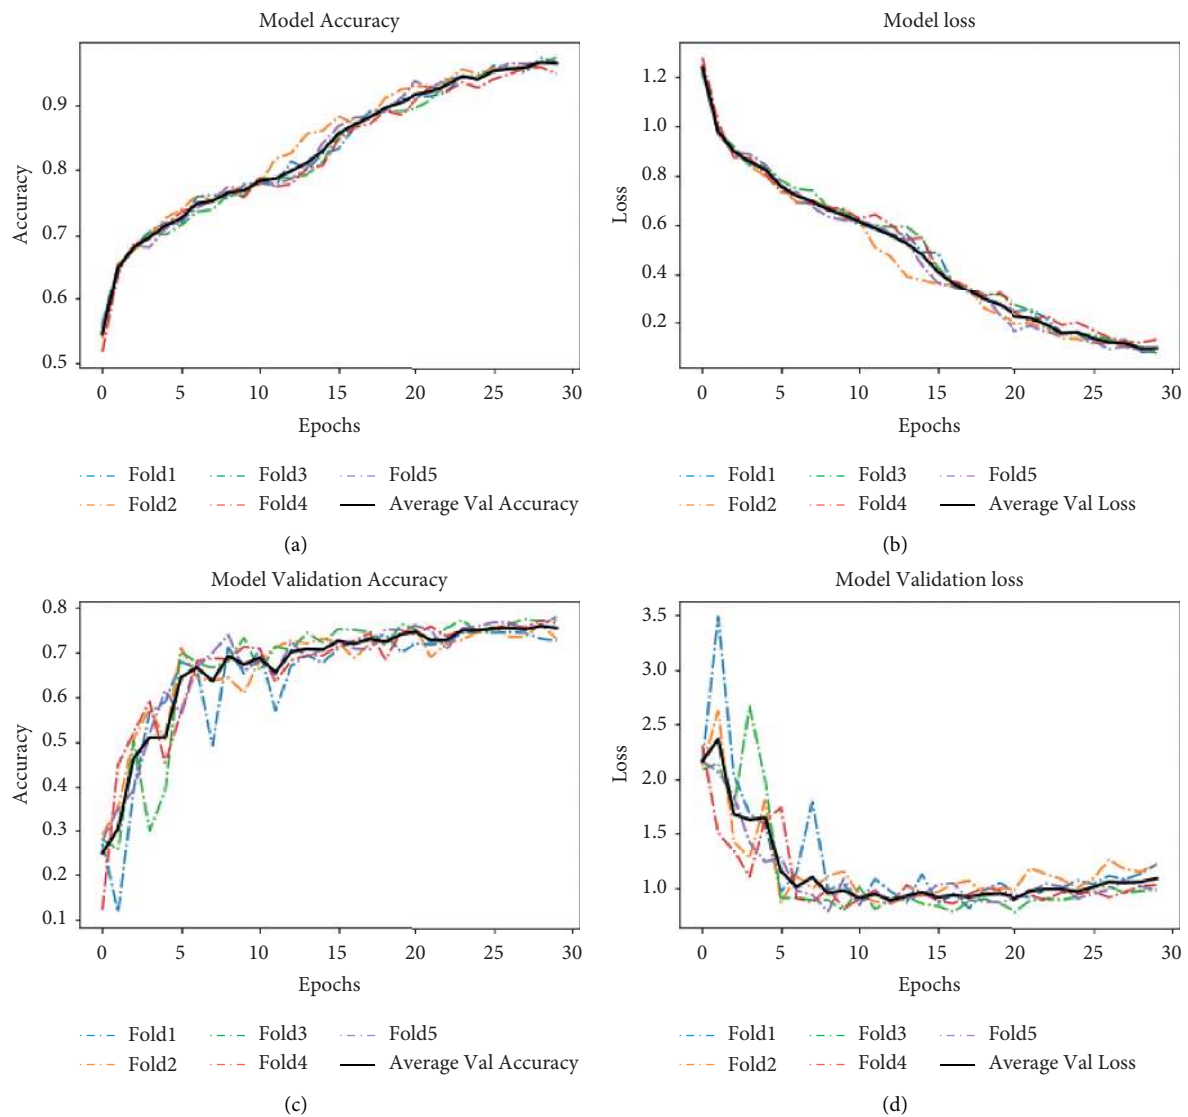 Model Accuracy
0.9
0.8
0.7
0.6
0.5
Accuracy
0 5 10 15 20 25 30
Epochs
Fold1 Fold3 Fold5
Fold2 Fold4 Average Val Accuracy
(a)
Model loss
1.2
1.0
0.8
0.6
0.4
0.2
Loss
0 5 10 15 20 25 30
Epochs
Fold1 Fold3 Fold5
Fold2 Fold4 Average Val Loss
(b)
Model Validation Accuracy
0.8
0.7
0.6
0.5
0.4
0.3
0.2
0.1
Accuracy
0 5 10 15 20 25 30
Epochs
Fold1 Fold3 Fold5
Fold2 Fold4 Average Val Accuracy
(c)
Model Validation loss
3.5
3.0
2.5
2.0
1.5
1.0
Loss
0 5 10 15 20 25 30
Epochs
Fold1 Fold3 Fold5
Fold2 Fold4 Average Val Loss
(d)